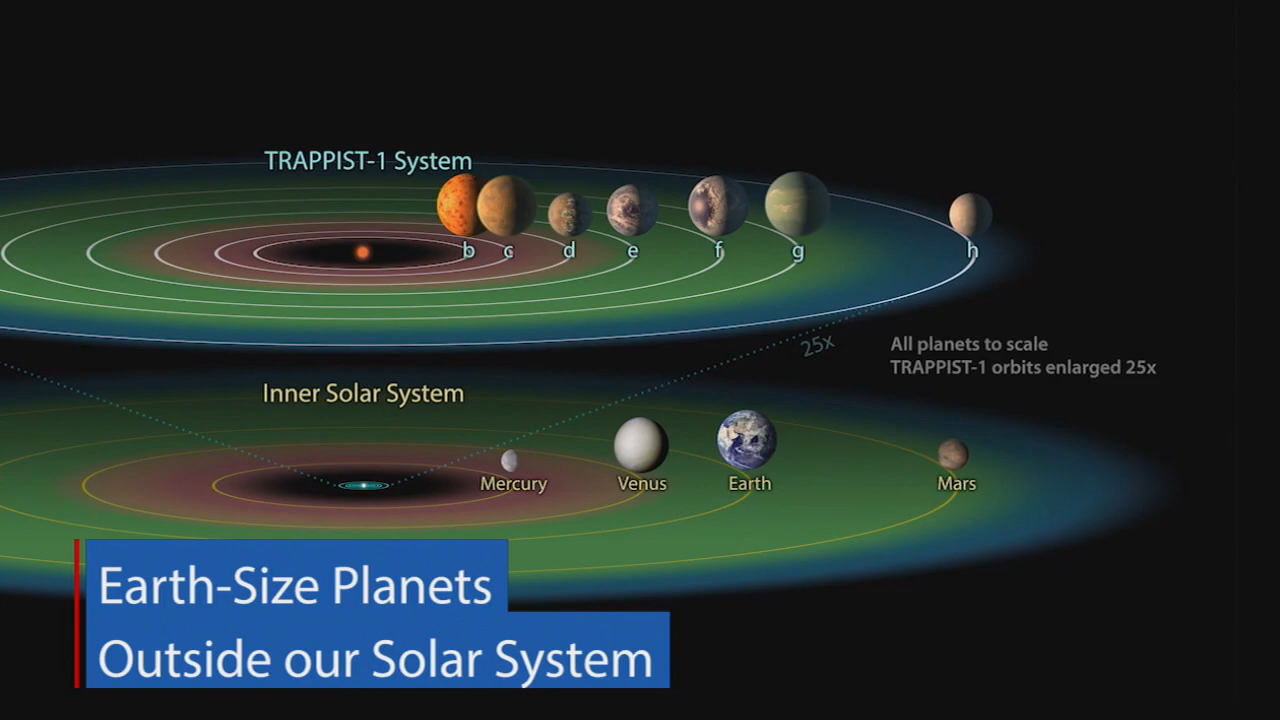 TRAPPIST-1 System
b c d e f g h
25x
All planets to scale
TRAPPIST-1 orbits enlarged 25x
Inner Solar System
Mercury Venus Earth Mars
Earth-Size Planets
Outside our Solar System